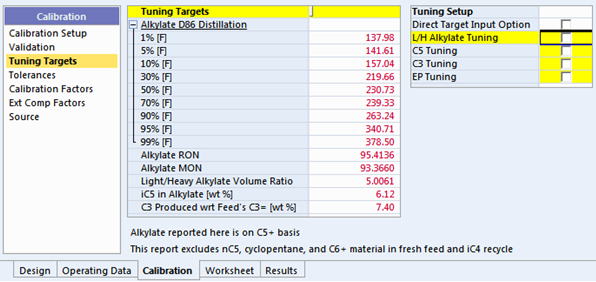 Calibration
Calibration Setup
Validation
Tuning Targets
Tolerances
Calibration Factors
Ext Comp Factors
Source
Tuning Targets
Alkylate D86 Distillation
1% [F] 137.98
5% [F] 141.61
10% [F] 157.04
30% [F] 219.66
50% [F] 230.73
70% [F] 239.33
90% [F] 263.24
95% [F] 340.71
99% [F] 378.50
Alkylate RON 95.4136
Alkylate MON 93.3660
Light/Heavy Alkylate Volume Ratio 5.0061
iC5 in Alkylate [wt %] 6.12
C3 Produced wrt Feed's C3= [wt %] 7.40
Alkylate reported here is on C5+ basis
This report excludes nC5, cyclopentane, and C6+ material in fresh feed and iC4 recycle
Tuning Setup
Direct Target Input Option
L/H Alkylate Tuning
C5 Tuning
C3 Tuning
EP Tuning
Design Operating Data Calibration Worksheet Results